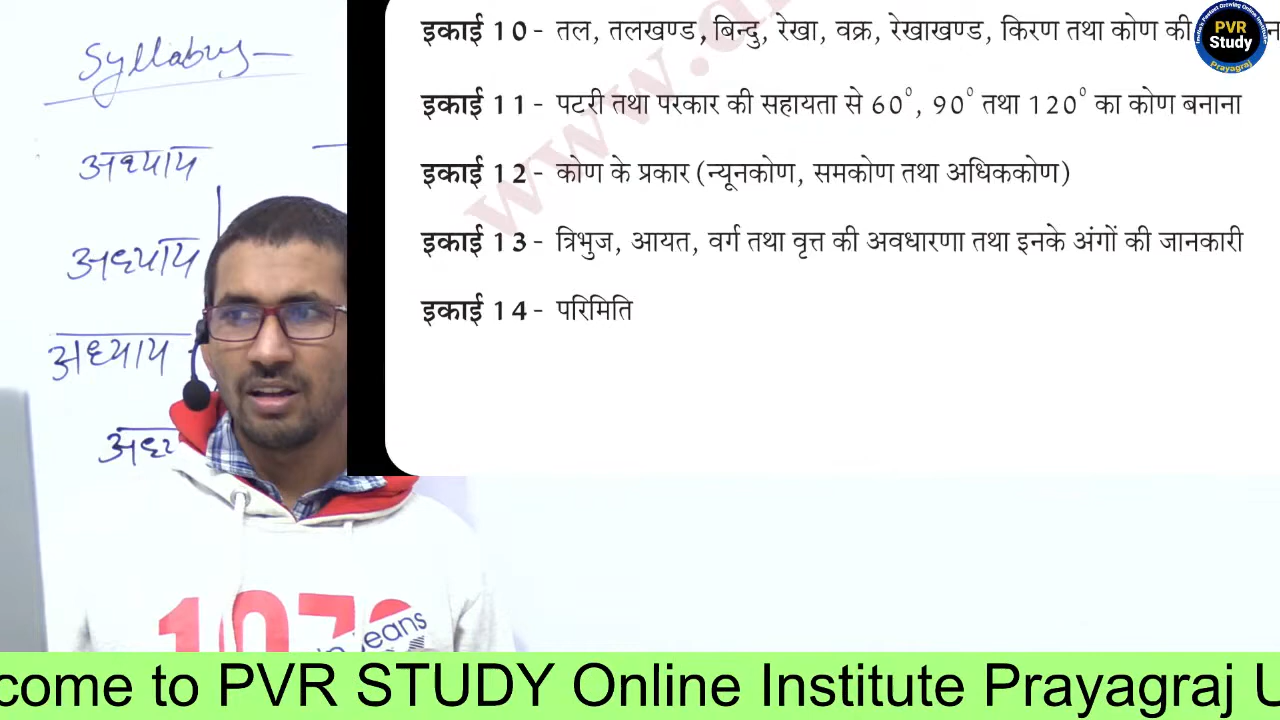 Syllabus
अध्याय
अध्याय
अध्याय
इकाई 10 - तल, तलखण्ड, बिन्दु, रेखा, वक्र, रेखाखण्ड, किरण तथा कोण की
इकाई 11 - पटरी तथा परकार की सहायता से 60°, 90° तथा 120° का कोण बनाना
इकाई 12 - कोण के प्रकार (न्यूनकोण, समकोण तथा अधिककोण)
इकाई 13 - त्रिभुज, आयत, वर्ग तथा वृत्त की अवधारणा तथा इनके अंगों की जानकारी
इकाई 14 - परिमिति
www.
PVR
Study
Prayagraj
Jeans
come to PVR STUDY Online Institute Prayagraj U